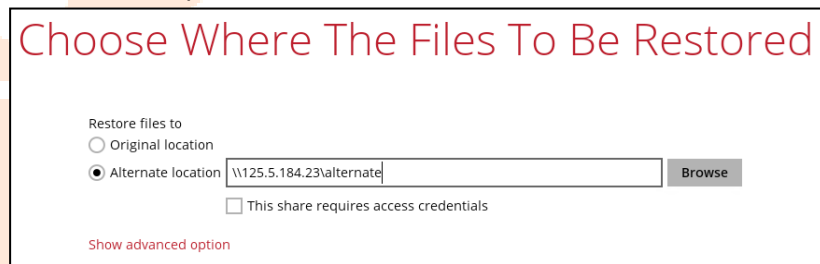 Choose Where The Files To Be Restored
Restore files to
Original location
Alternate location \\125.5.184.23\alternate Browse
This share requires access credentials
Show advanced option